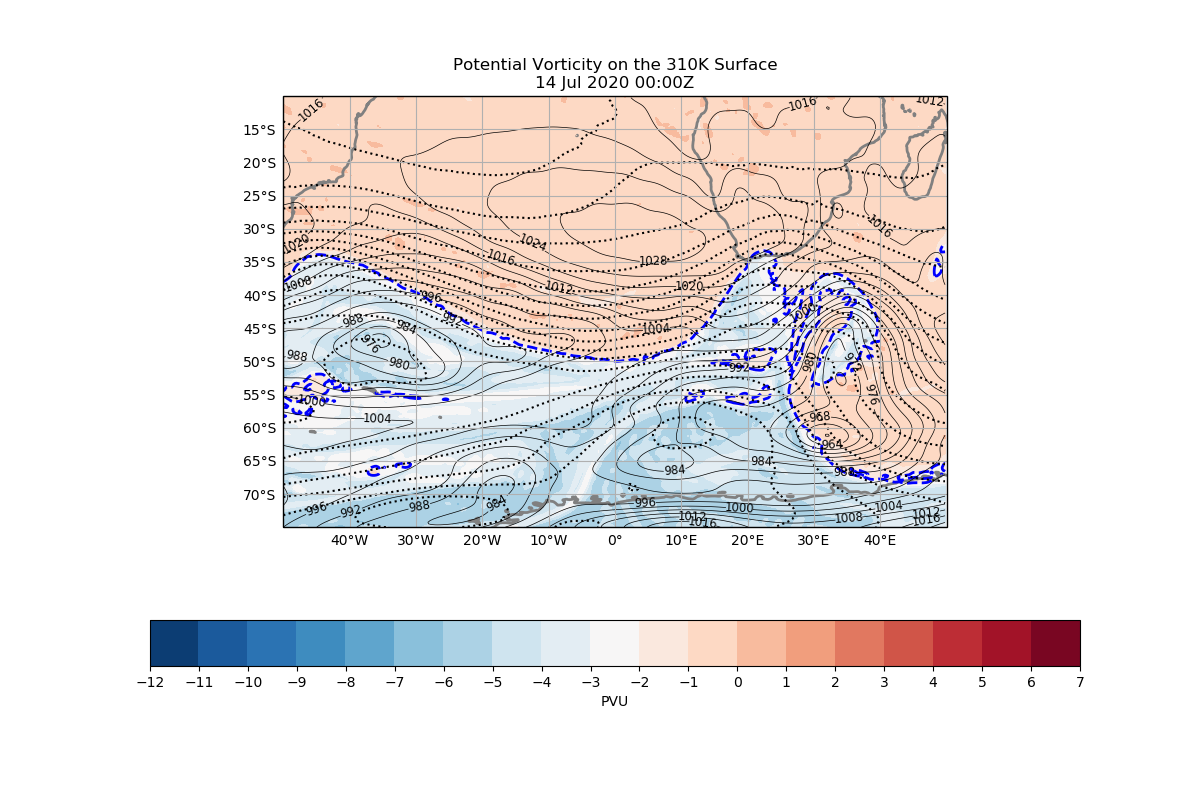 Potential Vorticity on the 310K Surface
14 Jul 2020 00:00Z
1016
1016
1012
15°S
20°S
25°S
30°S
35°S
40°S
45°S
50°S
55°S
60°S
65°S
70°S
1020
1024
1016
1016
1028
1008
996
1012
1020
988
984
992
1004
976
988
980
992
980
976
1000
1004
968
964
984
984
984
988
996
992
988
996
1000
1012
1016
1008
1004
1012
1016
40°W
30°W
20°W
10°W
0°
10°E
20°E
30°E
40°E
−12
−11
−10
−9
−8
−7
−6
−5
−4
−3
−2
−1
0
1
2
3
4
5
6
7
PVU